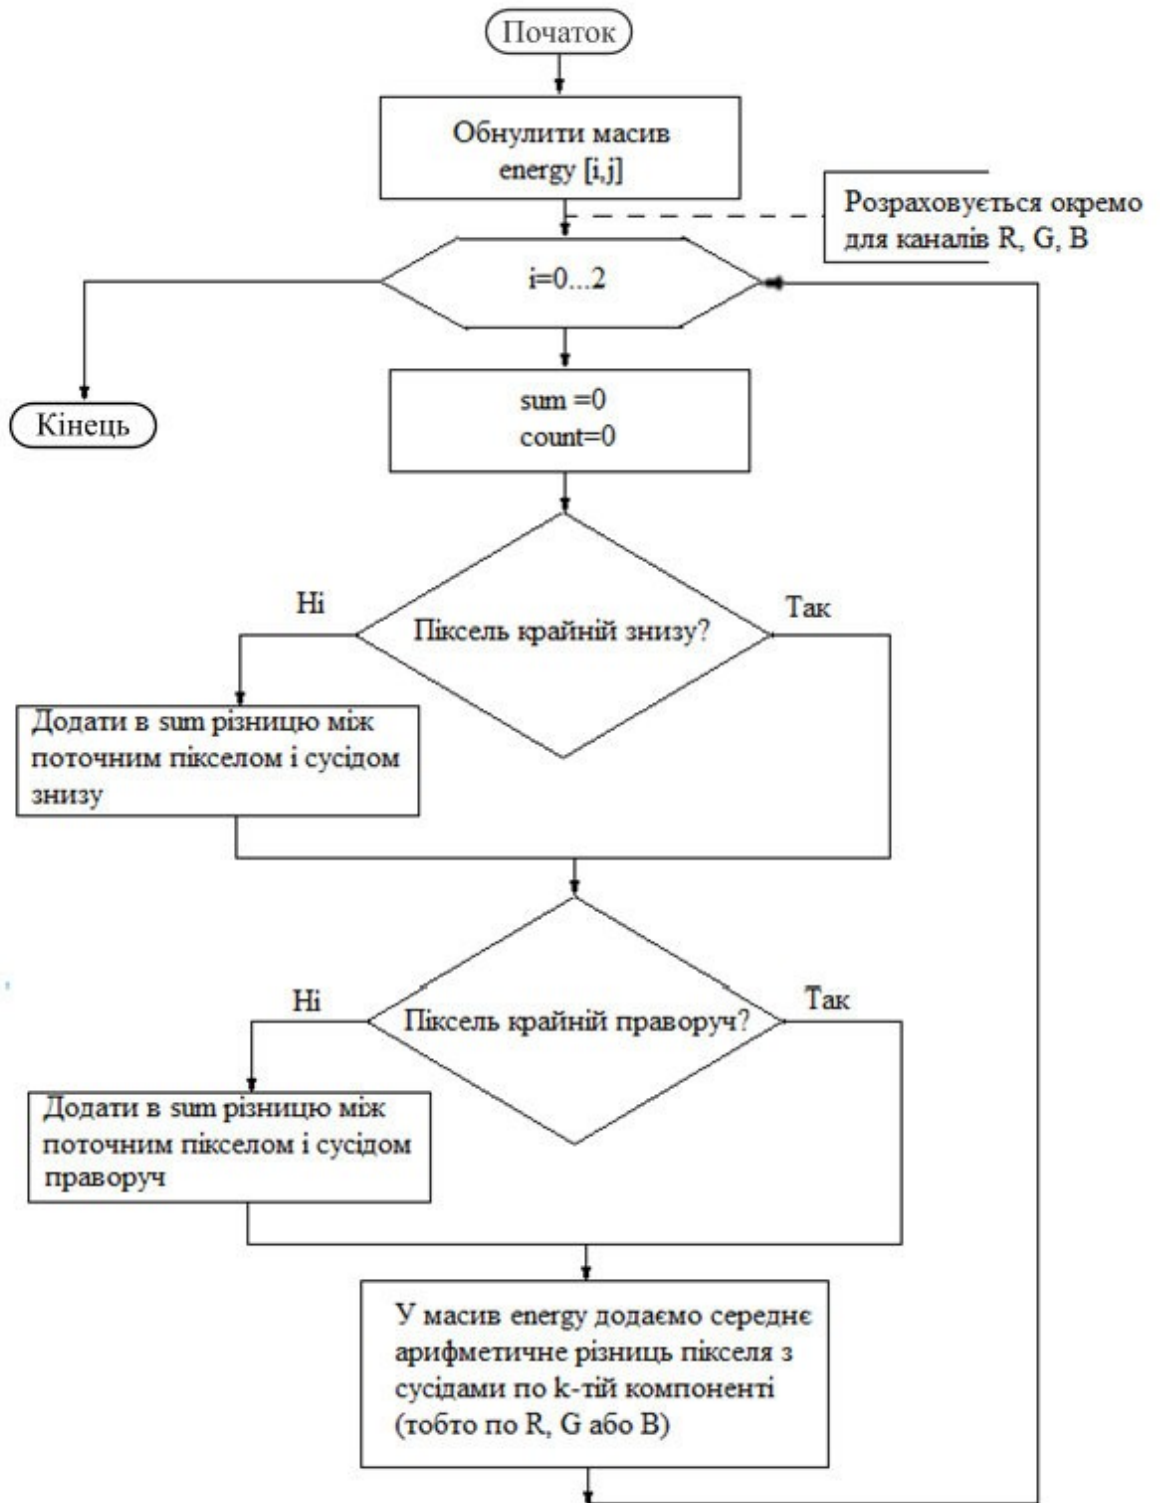 Початок
Обнулити масив
energy [i,j]
Розраховується окремо
для каналів R, G, B
i=0...2
sum =0
count=0
Кінець
Ні
Так
Піксель крайній знизу?
Додати в sum різницю між
поточним пікселом і сусідом
знизу
Ні
Так
Піксель крайній праворуч?
Додати в sum різницю між
поточним пікселом і сусідом
праворуч
У масив energy додаємо середнє
арифметичне різниць пікселя з
сусідами по k-тій компоненті
(тобто по R, G або B)